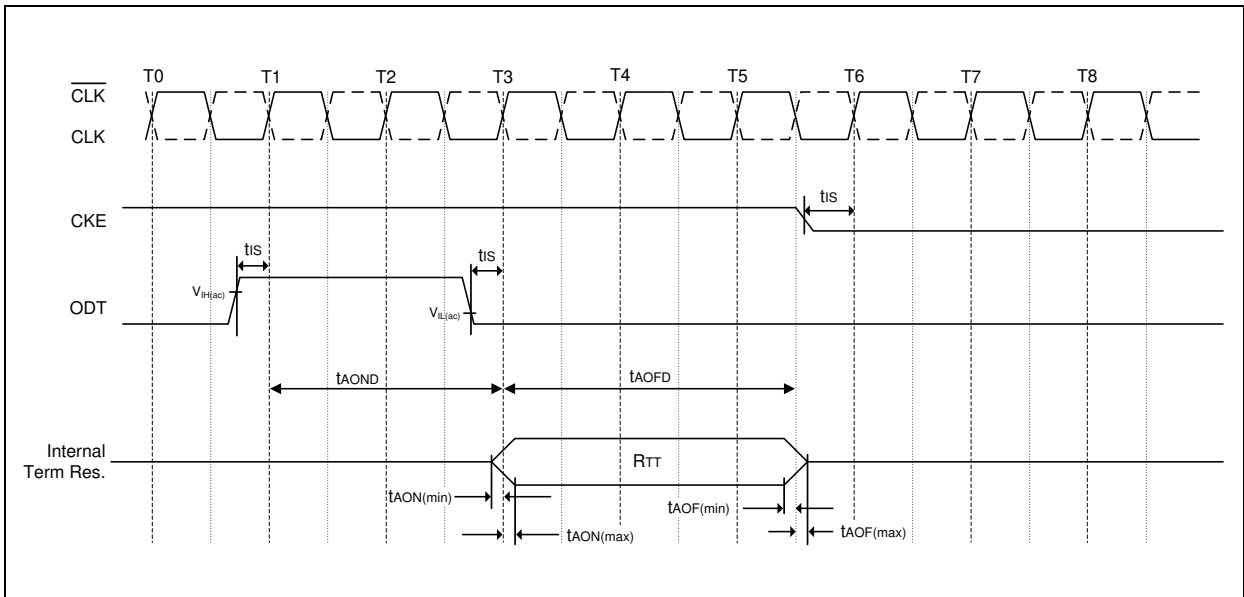 T0 T1 T2 T3 T4 T5 T6 T7 T8
CLK
CLK
tIS
CKE
tIS
tIS
VIH(ac)
ODT
VIL(ac)
tAOND
tAOFD
Internal
Term Res.
RTT
tAON(min)
tAOF(min)
tAON(max)
tAOF(max)